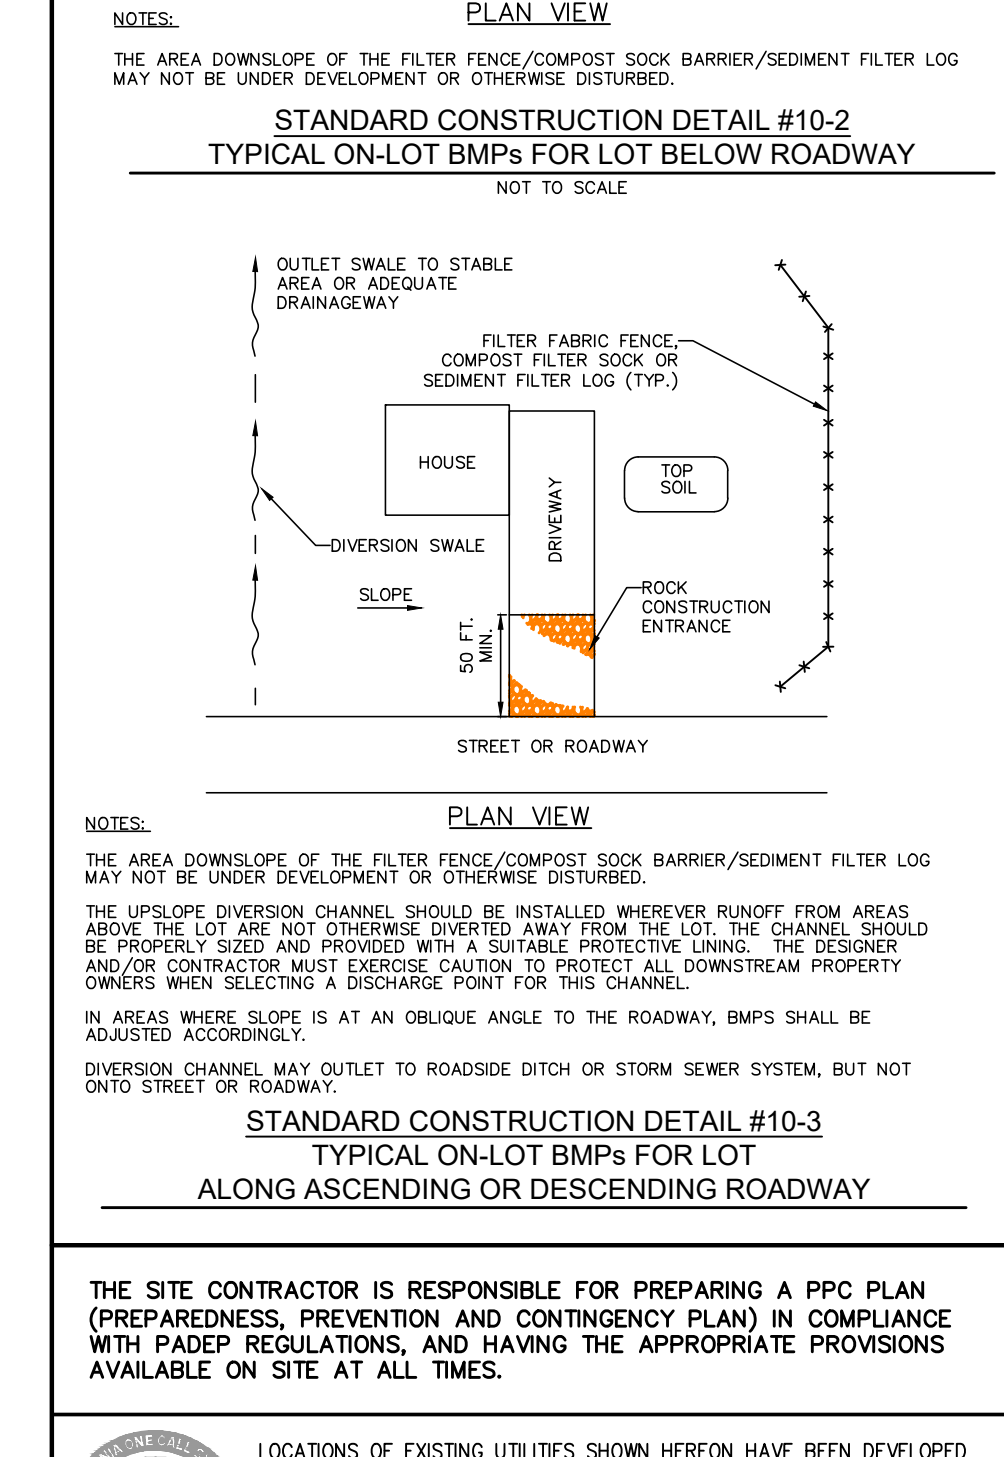 NOTES:
PLAN VIEW
THE AREA DOWNSLOPE OF THE FILTER FENCE/COMPOST SOCK BARRIER/SEDIMENT FILTER LOG
MAY NOT BE UNDER DEVELOPMENT OR OTHERWISE DISTURBED.
STANDARD CONSTRUCTION DETAIL #10-2
TYPICAL ON-LOT BMPs FOR LOT BELOW ROADWAY
NOT TO SCALE
OUTLET SWALE TO STABLE
AREA OR ADEQUATE
DRAINAGEWAY
FILTER FABRIC FENCE,
COMPOST FILTER SOCK OR
SEDIMENT FILTER LOG (TYP.)
HOUSE
DRIVEWAY
TOP
SOIL
DIVERSION SWALE
SLOPE
ROCK
CONSTRUCTION
ENTRANCE
50 FT.
MIN.
STREET OR ROADWAY
NOTES:
PLAN VIEW
THE AREA DOWNSLOPE OF THE FILTER FENCE/COMPOST SOCK BARRIER/SEDIMENT FILTER LOG
MAY NOT BE UNDER DEVELOPMENT OR OTHERWISE DISTURBED.
THE UPSLOPE DIVERSION CHANNEL SHOULD BE INSTALLED WHEREVER RUNOFF FROM AREAS
ABOVE THE LOT ARE NOT OTHERWISE DIVERTED AWAY FROM THE LOT. THE CHANNEL SHOULD
BE PROPERLY SIZED AND PROVIDED WITH A SUITABLE PROTECTIVE LINING. THE DESIGNER
AND/OR CONTRACTOR MUST EXERCISE CAUTION TO PROTECT ALL DOWNSTREAM PROPERTY
OWNERS WHEN SELECTING A DISCHARGE POINT FOR THIS CHANNEL.
IN AREAS WHERE SLOPE IS AT AN OBLIQUE ANGLE TO THE ROADWAY, BMPS SHALL BE
ADJUSTED ACCORDINGLY.
DIVERSION CHANNEL MAY OUTLET TO ROADSIDE DITCH OR STORM SEWER SYSTEM, BUT NOT
ONTO STREET OR ROADWAY.
STANDARD CONSTRUCTION DETAIL #10-3
TYPICAL ON-LOT BMPs FOR LOT
ALONG ASCENDING OR DESCENDING ROADWAY
THE SITE CONTRACTOR IS RESPONSIBLE FOR PREPARING A PPC PLAN
(PREPAREDNESS, PREVENTION AND CONTINGENCY PLAN) IN COMPLIANCE
WITH PADEP REGULATIONS, AND HAVING THE APPROPRIATE PROVISIONS
AVAILABLE ON SITE AT ALL TIMES.
ONE CALL
LOCATIONS OF EXISTING UTILITIES SHOWN HEREON HAVE BEEN DEVELOPED